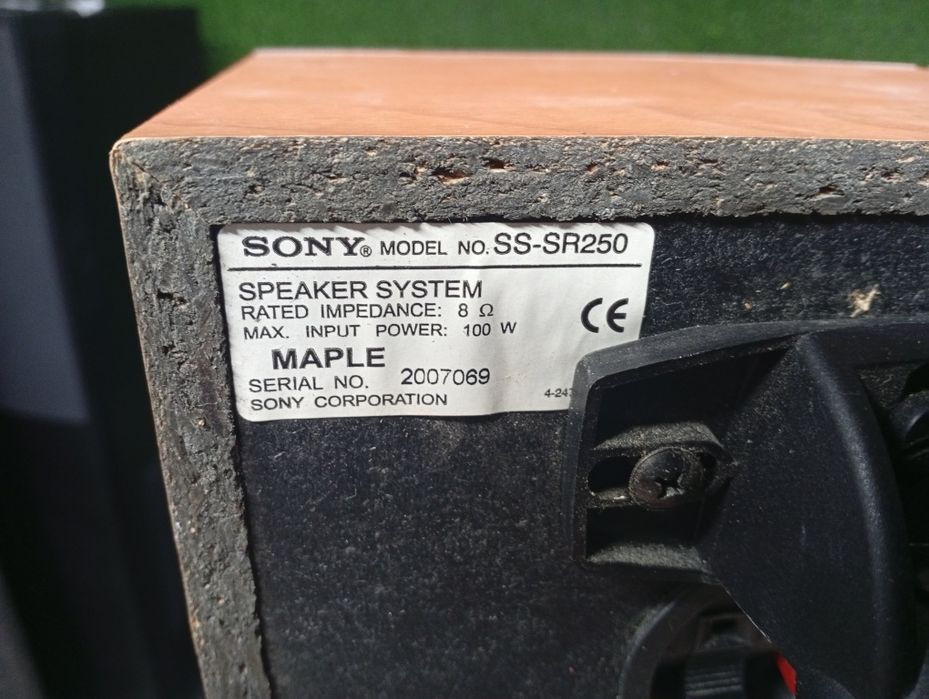 SONY® MODEL NO. SS-SR250
SPEAKER SYSTEM
RATED IMPEDANCE: 8 Ω
MAX. INPUT POWER: 100 W
CE
MAPLE
SERIAL NO. 2007069
SONY CORPORATION